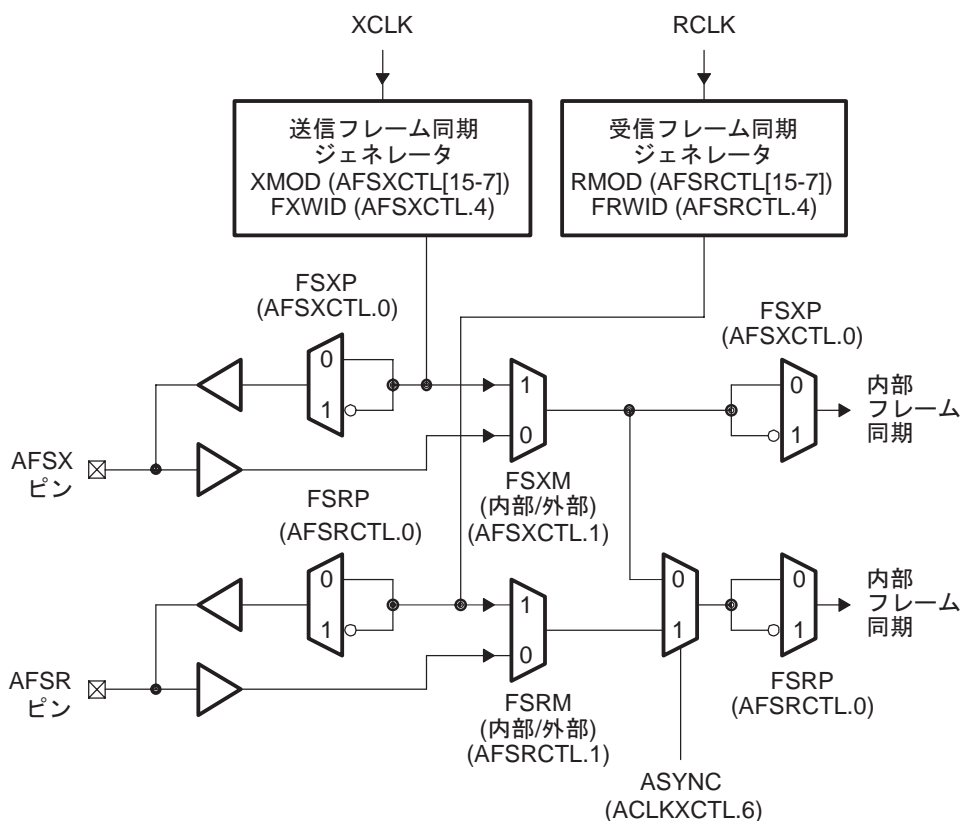 XCLK
RCLK
送信フレーム同期
ジェネレータ
XMOD (AFSXCTL[15-7])
FXWID (AFSXCTL.4)
受信フレーム同期
ジェネレータ
RMOD (AFSRCTL[15-7])
FRWID (AFSRCTL.4)
FSXP
(AFSXCTL.0)
0
1
1
0
FSXP
(AFSXCTL.0)
0
1
内部
フレーム
同期
AFSX
ピン
FSXM
(内部/外部)
(AFSXCTL.1)
FSRP
(AFSRCTL.0)
0
1
1
0
0
1
0
1
内部
フレーム
同期
AFSR
ピン
FSRM
(内部/外部)
(AFSRCTL.1)
FSRP
(AFSRCTL.0)
ASYNC
(ACLKXCTL.6)